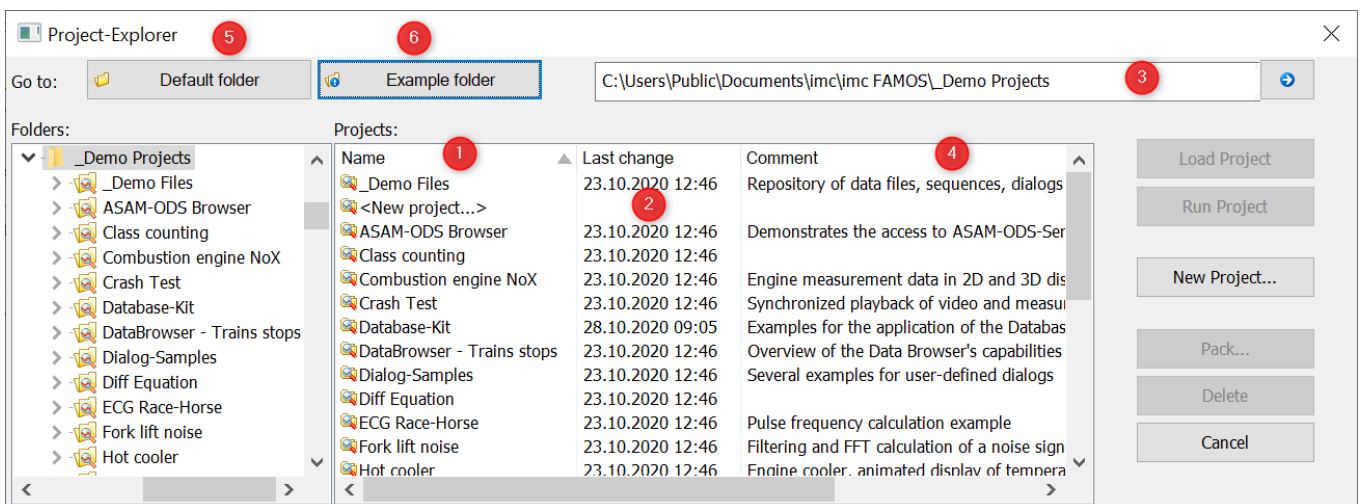 Project-Explorer
5
6
Go to:
Default folder
Example folder
C:\Users\Public\Documents\imc\imc FAMOS\_Demo Projects
3
Folders:
_Demo Projects
_Demo Files
ASAM-ODS Browser
Class counting
Combustion engine NoX
Crash Test
Database-Kit
DataBrowser - Trains stops
Dialog-Samples
Diff Equation
ECG Race-Horse
Fork lift noise
Hot cooler
Projects:
Name 1 Last change Comment 4
_Demo Files 23.10.2020 12:46 Repository of data files, sequences, dialogs
<New project...> 2
ASAM-ODS Browser 23.10.2020 12:46 Demonstrates the access to ASAM-ODS-Ser
Class counting 23.10.2020 12:46
Combustion engine NoX 23.10.2020 12:46 Engine measurement data in 2D and 3D dis
Crash Test 23.10.2020 12:46 Synchronized playback of video and measu
Database-Kit 28.10.2020 09:05 Examples for the application of the Databas
DataBrowser - Trains stops 23.10.2020 12:46 Overview of the Data Browser's capabilities
Dialog-Samples 23.10.2020 12:46 Several examples for user-defined dialogs
Diff Equation 23.10.2020 12:46
ECG Race-Horse 23.10.2020 12:46 Pulse frequency calculation example
Fork lift noise 23.10.2020 12:46 Filtering and FFT calculation of a noise sign
Hot cooler 23.10.2020 12:46 Engine cooler, animated display of tempera
Load Project
Run Project
New Project...
Pack...
Delete
Cancel